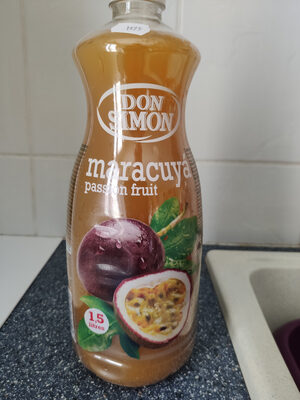 DON
SIMON
maracuya
passion fruit
1,5
litres